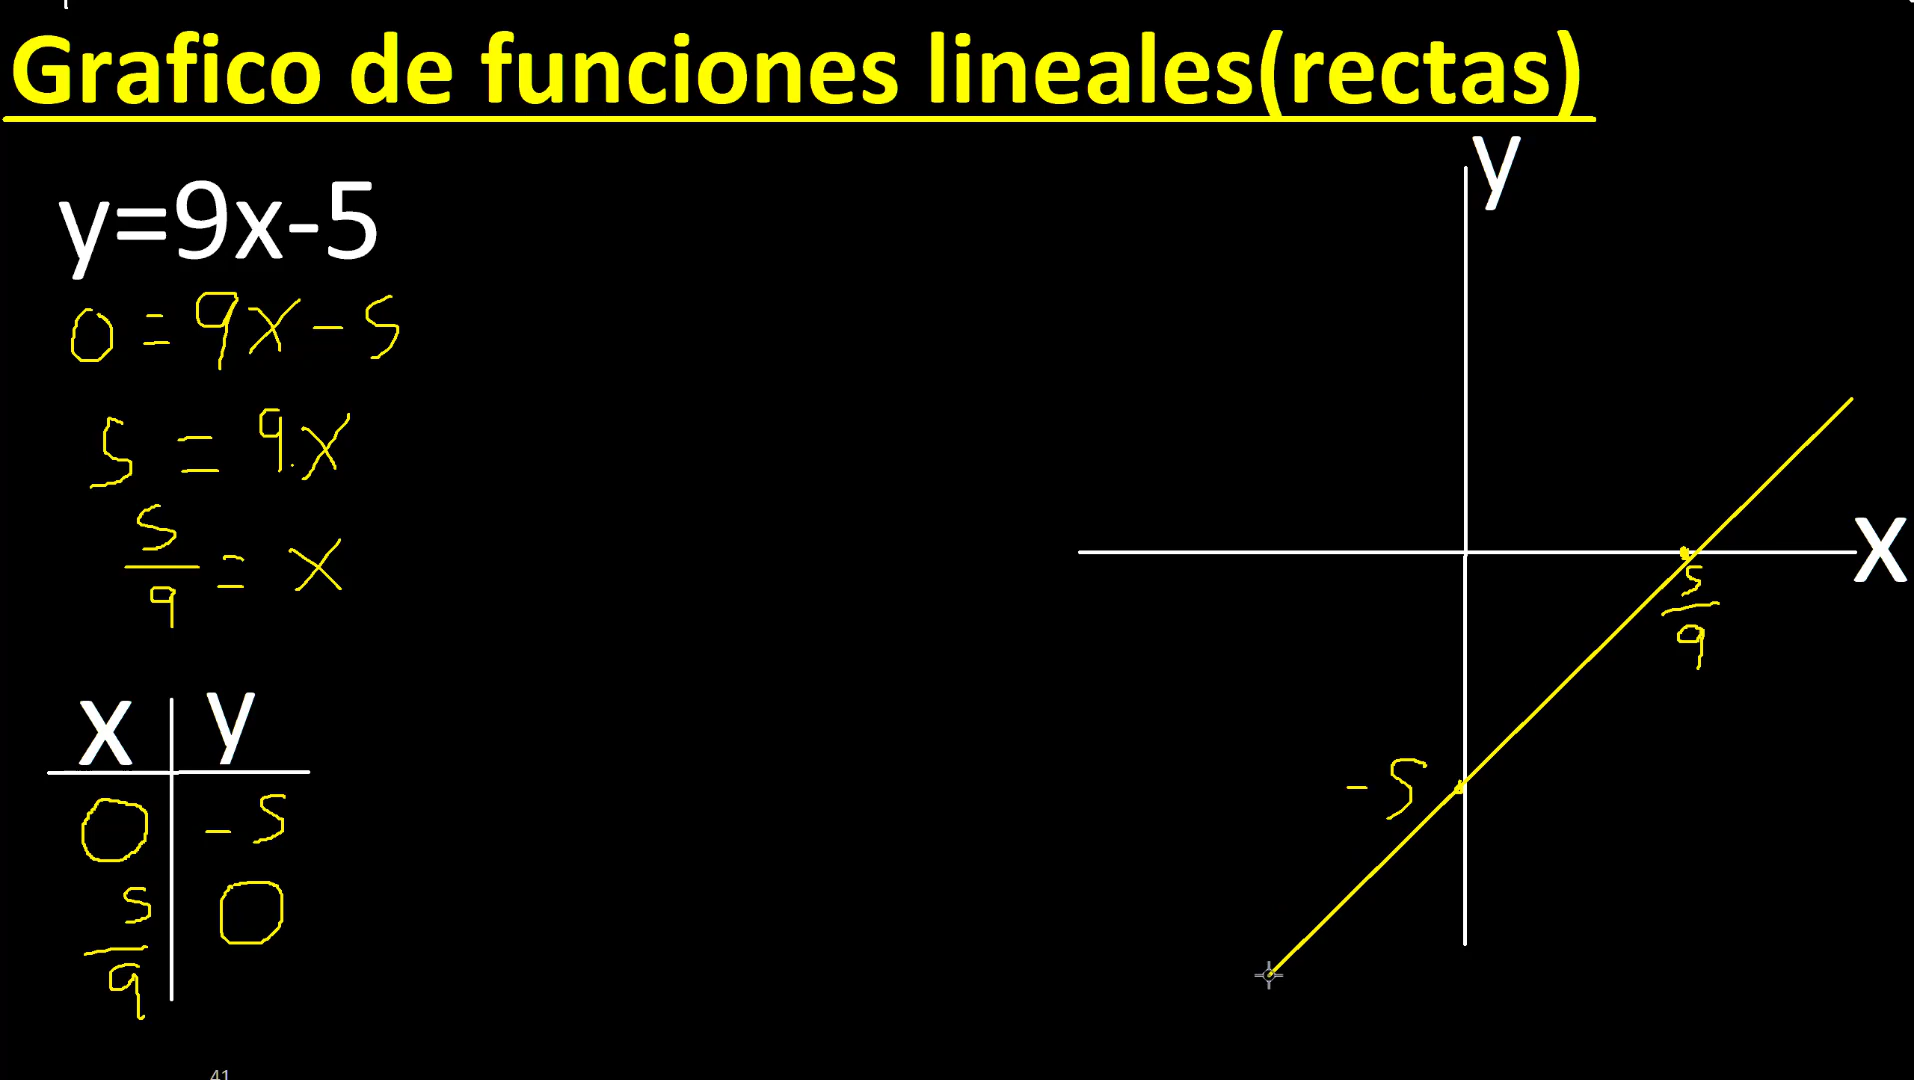 Grafico de funciones lineales(rectas)
y=9x-5
0=9x-5
5=9.x
5/9=x
x y
0 -5
5/9 0
y
x
5/9
-5
41